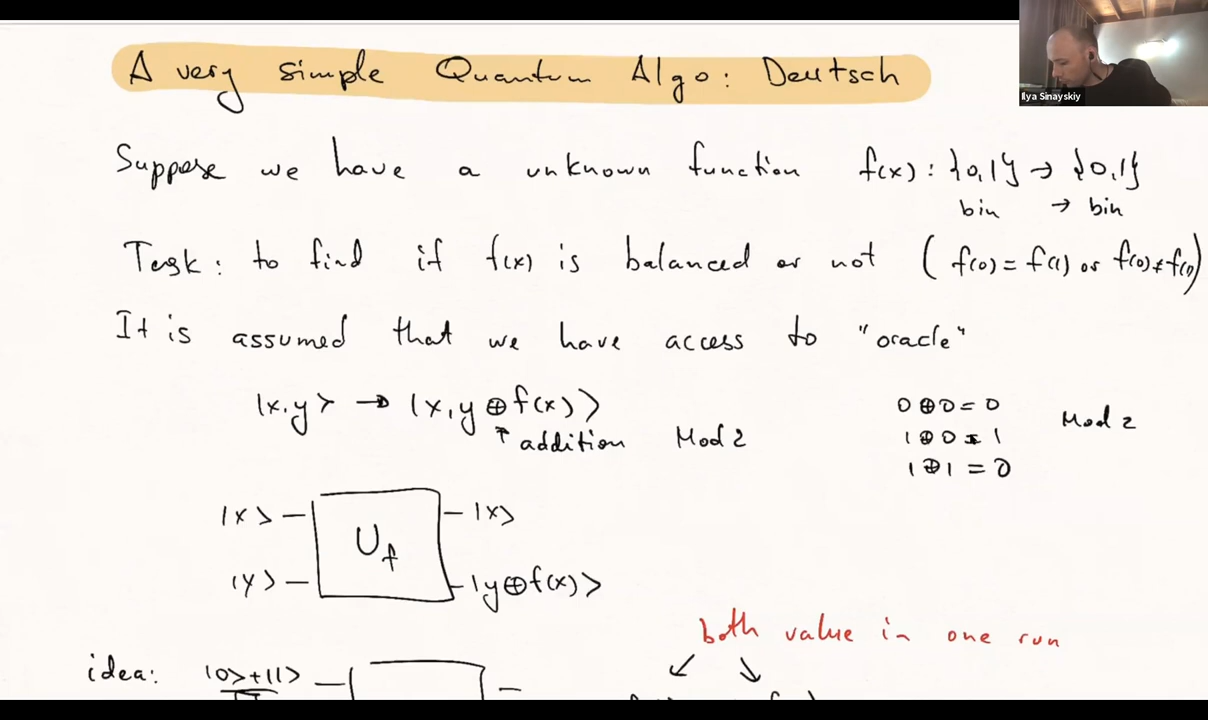 A very simple Quantum Algo: Deutsch
Ilya Sinayskiy
Suppose we have a unknown function f(x): {0,1} → {0,1}
bin → bin
Task: to find if f(x) is balanced or not (f(0)=f(1) or f(0)≠f(1))
It is assumed that we have access to "oracle"
|x,y> → |x,y⊕f(x)>
↑ addition Mod 2
0⊕0=0
1⊕0=1 Mod 2
1⊕1=0
|x> — U_f — |x>
|y> — — |y⊕f(x)>
both value in one run
↙ ↘
idea: |0>+|1> —